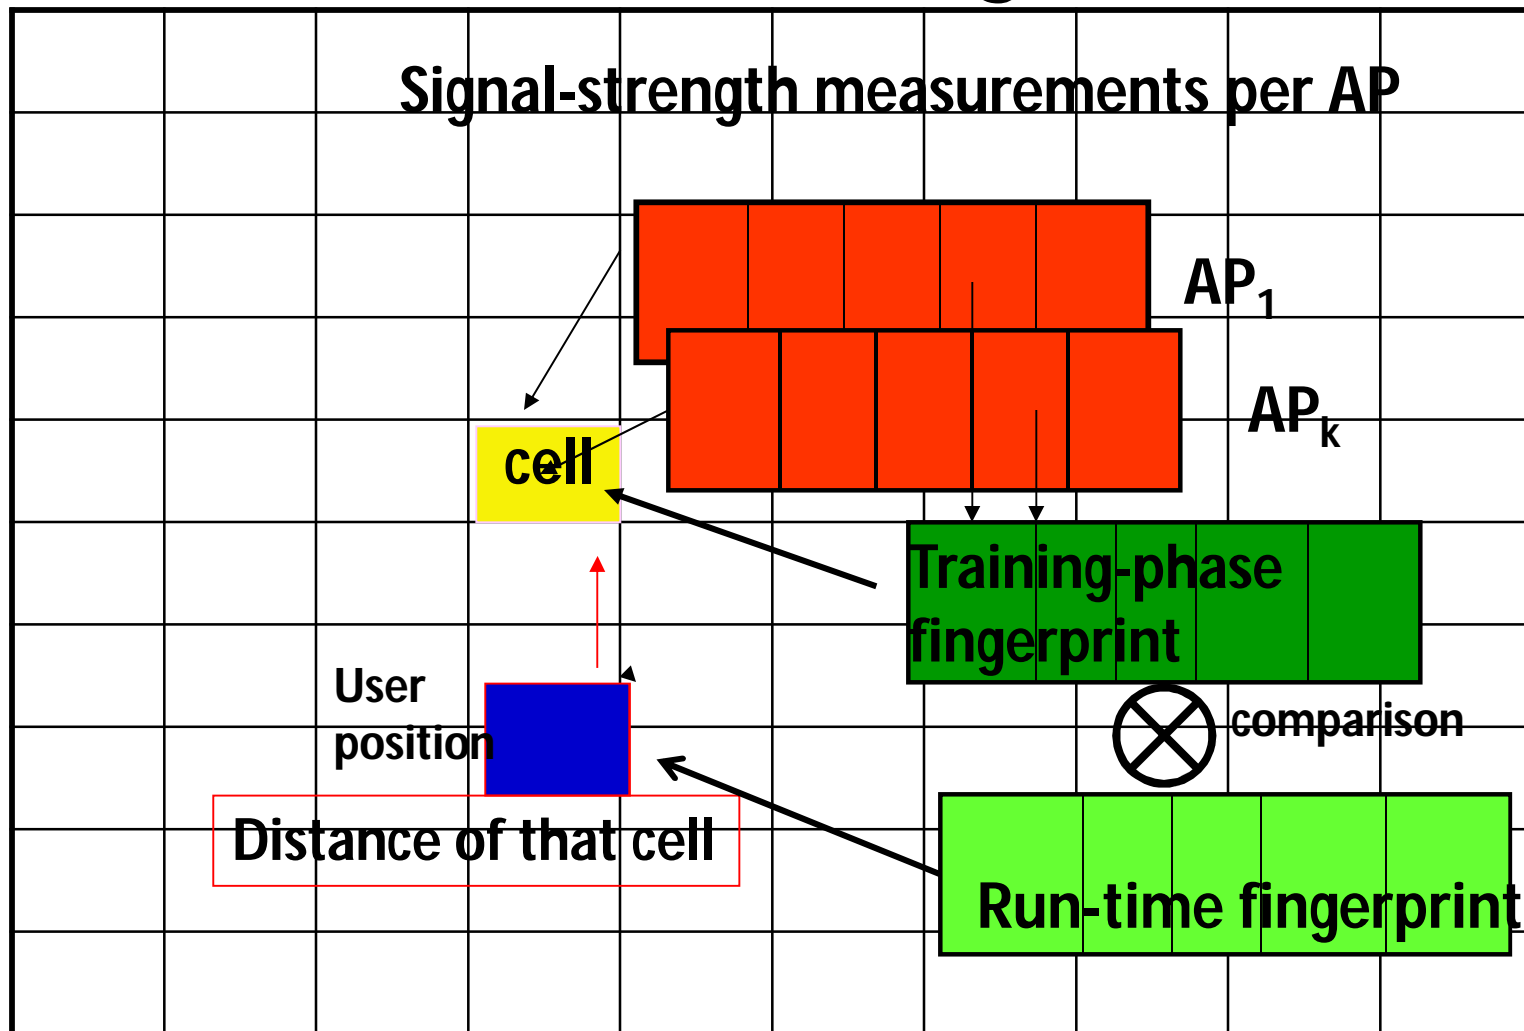 Signal-strength measurements per AP
AP1
APk
cell
Training-phase
fingerprint
User
position
comparison
Distance of that cell
Run-time fingerprint